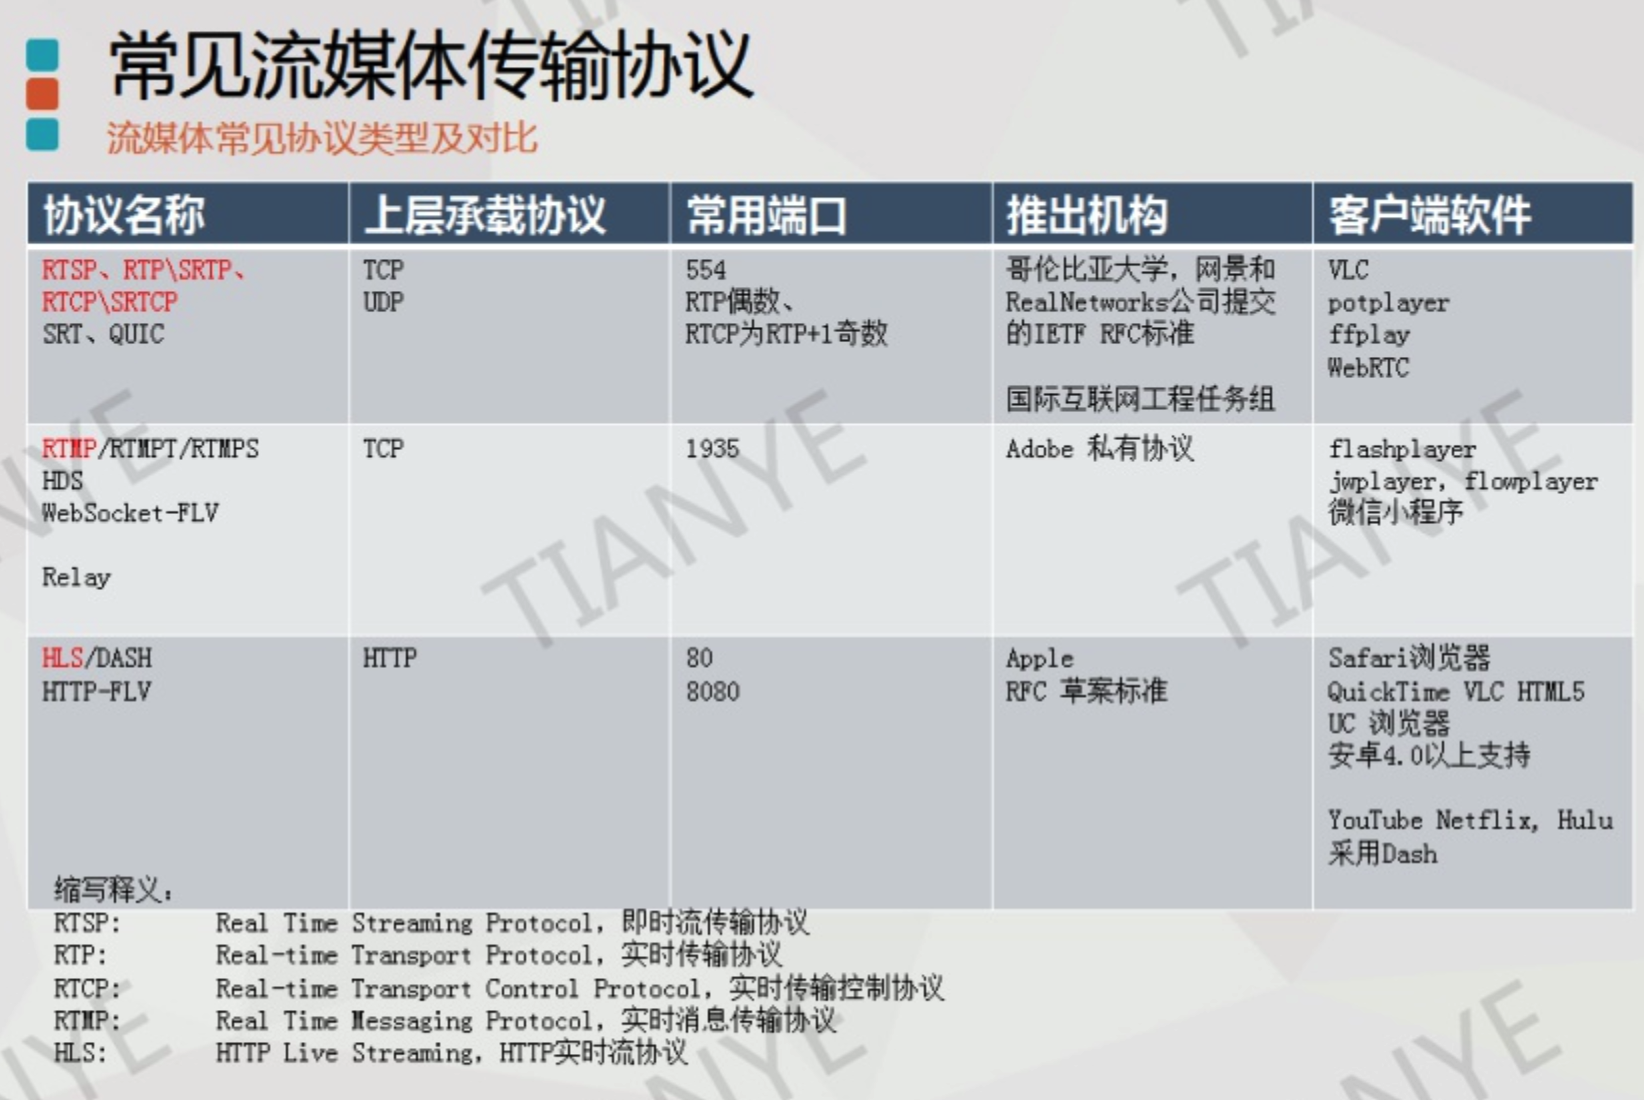 常见流媒体传输协议
流媒体常见协议类型及对比
协议名称
上层承载协议
常用端口
推出机构
客户端软件
RTSP、RTP\SRTP、
RTCP\SRTCP
SRT、QUIC
TCP
UDP
554
RTP偶数、
RTCP为RTP+1奇数
哥伦比亚大学，网景和
RealNetworks公司提交
的IETF RFC标准
国际互联网工程任务组
VLC
potplayer
ffplay
WebRTC
RTMP/RTMPT/RTMPS
HDS
WebSocket-FLV
Relay
TCP
1935
Adobe 私有协议
flashplayer
jwplayer, flowplayer
微信小程序
HLS/DASH
HTTP-FLV
HTTP
80
8080
Apple
RFC 草案标准
Safari浏览器
QuickTime VLC HTML5
UC 浏览器
安卓4.0以上支持
YouTube Netflix, Hulu
采用Dash
缩写释义：
RTSP: Real Time Streaming Protocol, 即时流传输协议
RTP: Real-time Transport Protocol, 实时传输协议
RTCP: Real-time Transport Control Protocol, 实时传输控制协议
RTMP: Real Time Messaging Protocol, 实时消息传输协议
HLS: HTTP Live Streaming, HTTP实时流协议
TIANYE
TIANYE